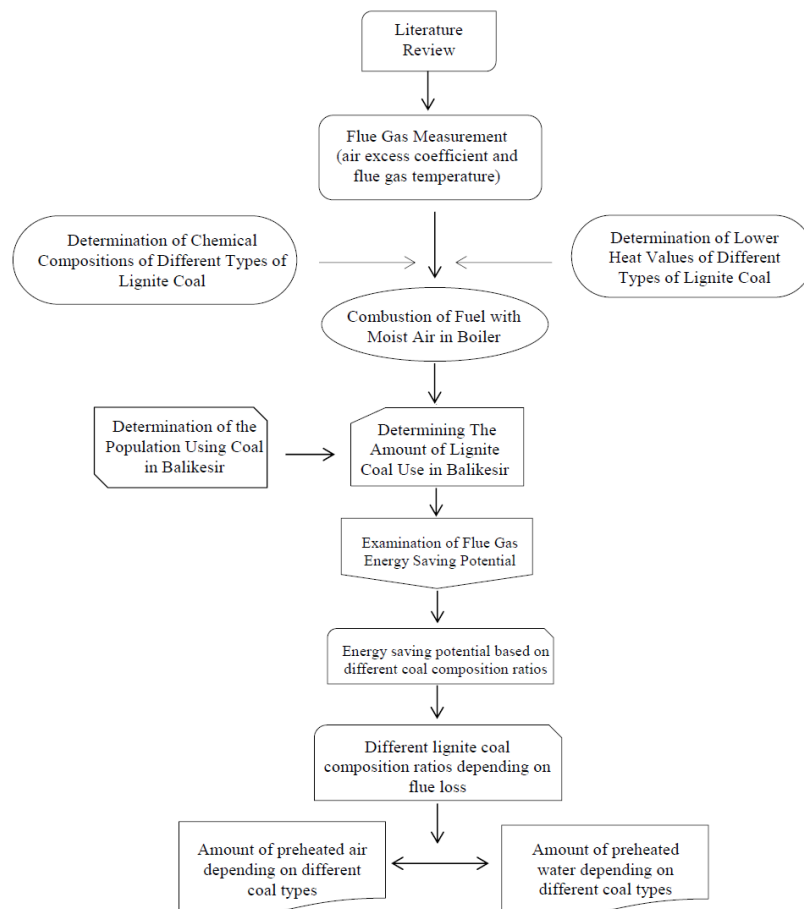 Literature
Review
Flue Gas Measurement
(air excess coefficient and
flue gas temperature)
Determination of Chemical
Compositions of Different Types of
Lignite Coal
Determination of Lower
Heat Values of Different
Types of Lignite Coal
Combustion of Fuel with
Moist Air in Boiler
Determination of the
Population Using Coal
in Balikesir
Determining The
Amount of Lignite
Coal Use in Balikesir
Examination of Flue Gas
Energy Saving Potential
Energy saving potential based on
different coal composition ratios
Different lignite coal
composition ratios depending on
flue loss
Amount of preheated air
depending on different
coal types
Amount of preheated
water depending on
different coal types